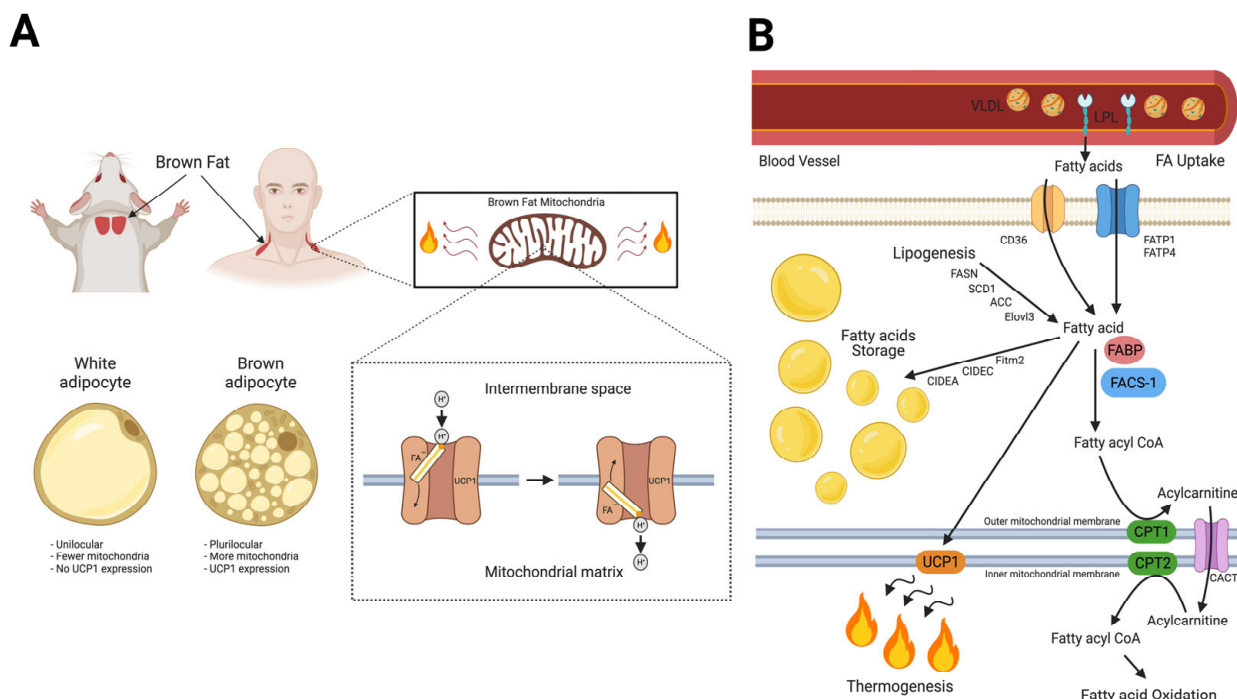 A
Brown Fat
Brown Fat Mitochondria
White
adipocyte
- Unilocular
- Fewer mitochondria
- No UCP1 expression
Brown
adipocyte
- Plurilocular
- More mitochondria
- UCP1 expression
Intermembrane space
H+
H+
FA-
UCP1
UCP1
FA
H+
H+
Mitochondrial matrix
B
VLDL
LPL
Blood Vessel
Fatty acids
FA Uptake
CD36
FATP1
FATP4
Lipogenesis
FASN
SCD1
ACC
Elovl3
Fatty acid
FABP
FACS-1
Fatty acids
Storage
Fitm2
CIDEC
CIDEA
Fatty acyl CoA
Acylcarnitine
Outer mitochondrial membrane
CPT1
UCP1
Inner mitochondrial membrane
CPT2
CACT
Acylcarnitine
Fatty acyl CoA
Thermogenesis
Fatty acid Oxidation